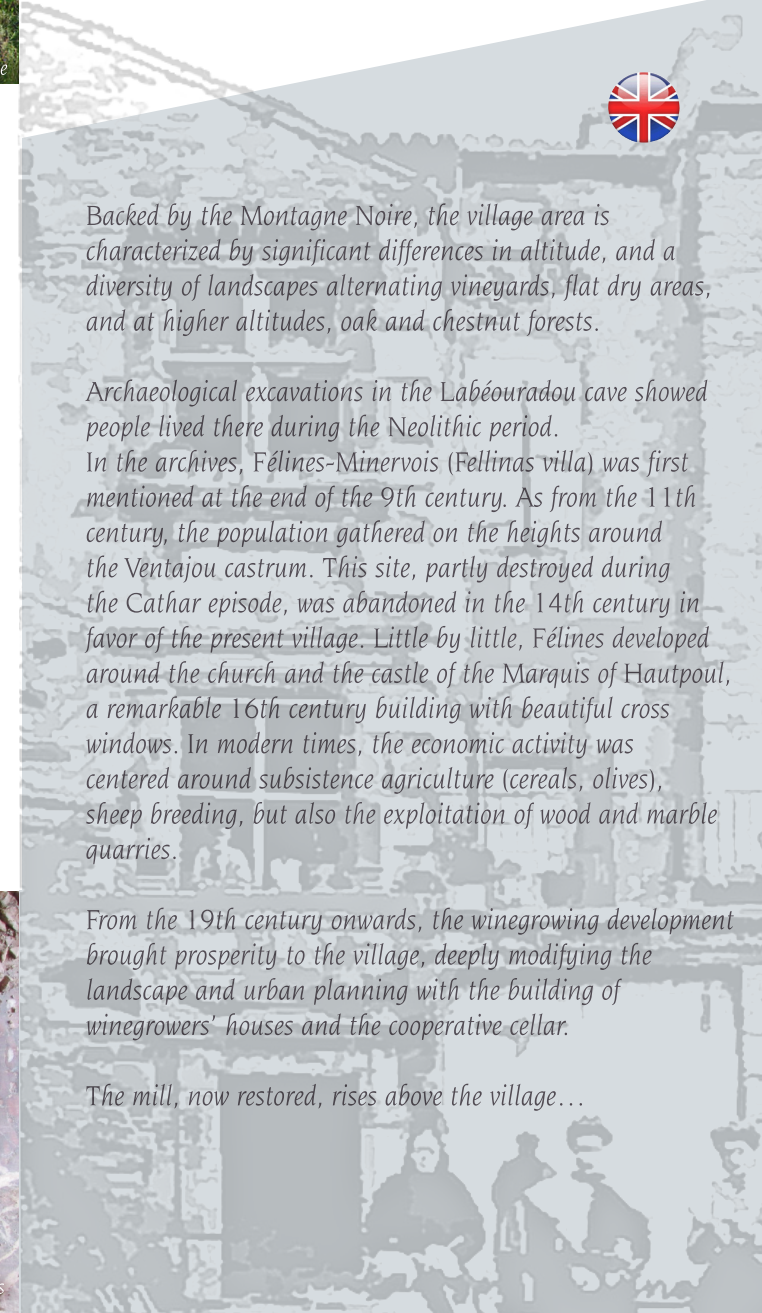 e
Backed by the Montagne Noire, the village area is
characterized by significant differences in altitude, and a
diversity of landscapes alternating vineyards, flat dry areas,
and at higher altitudes, oak and chestnut forests.
Archaeological excavations in the Labéouradou cave showed
people lived there during the Neolithic period.
In the archives, Félines-Minervois (Fellinas villa) was first
mentioned at the end of the 9th century. As from the 11th
century, the population gathered on the heights around
the Ventajou castrum. This site, partly destroyed during
the Cathar episode, was abandoned in the 14th century in
favor of the present village. Little by little, Félines developed
around the church and the castle of the Marquis of Hautpoul,
a remarkable 16th century building with beautiful cross
windows. In modern times, the economic activity was
centered around subsistence agriculture (cereals, olives),
sheep breeding, but also the exploitation of wood and marble
quarries.
From the 19th century onwards, the winegrowing development
brought prosperity to the village, deeply modifying the
landscape and urban planning with the building of
winegrowers’ houses and the cooperative cellar.
The mill, now restored, rises above the village…
s